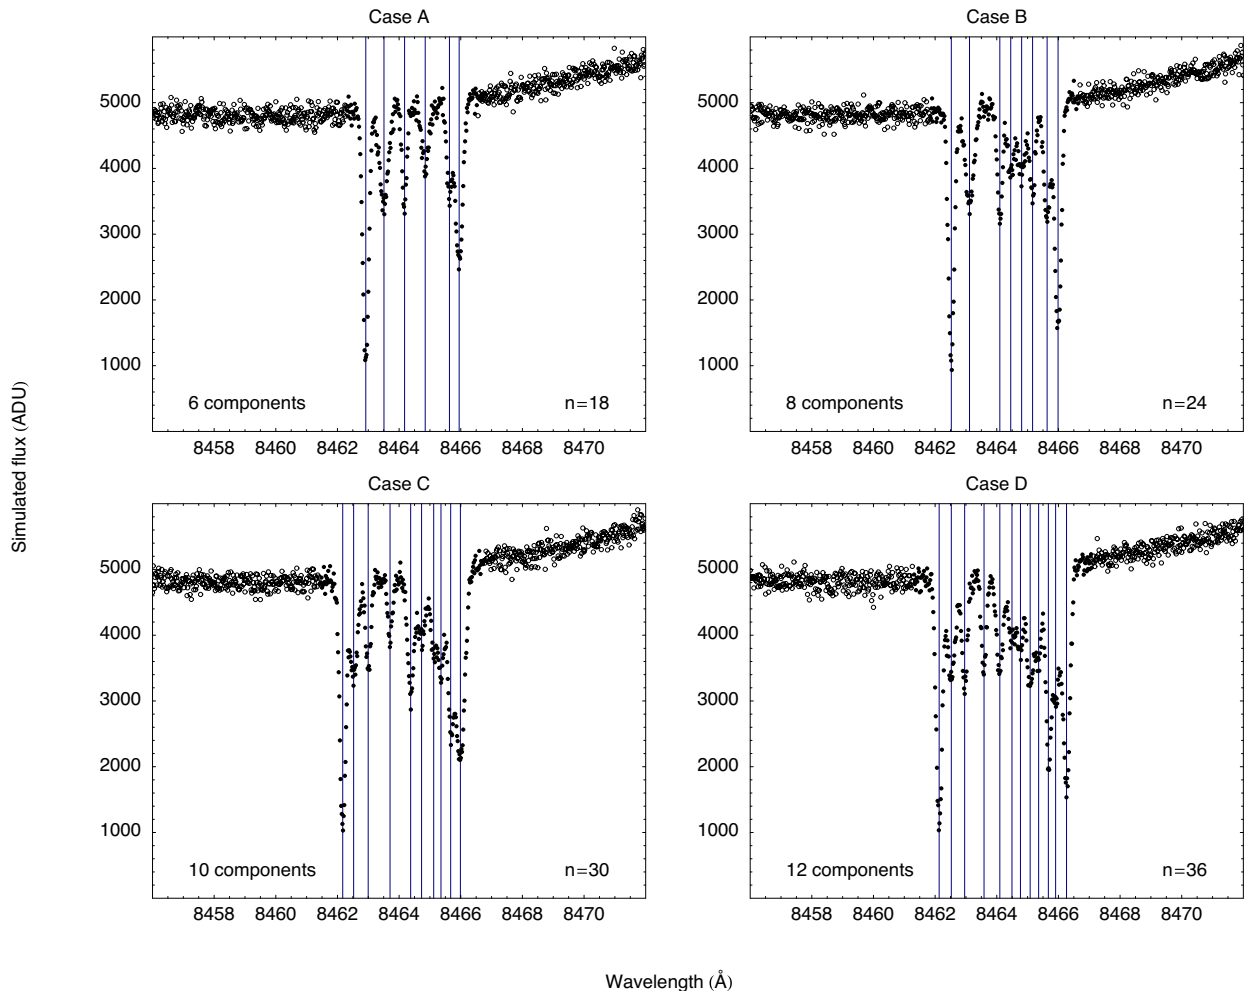 Case A
Case B
5000
4000
3000
2000
1000
6 components
n=18
8458 8460 8462 8464 8466 8468 8470
5000
4000
3000
2000
1000
8 components
n=24
8458 8460 8462 8464 8466 8468 8470
Simulated flux (ADU)
Case C
Case D
5000
4000
3000
2000
1000
10 components
n=30
8458 8460 8462 8464 8466 8468 8470
5000
4000
3000
2000
1000
12 components
n=36
8458 8460 8462 8464 8466 8468 8470
Wavelength (Å)